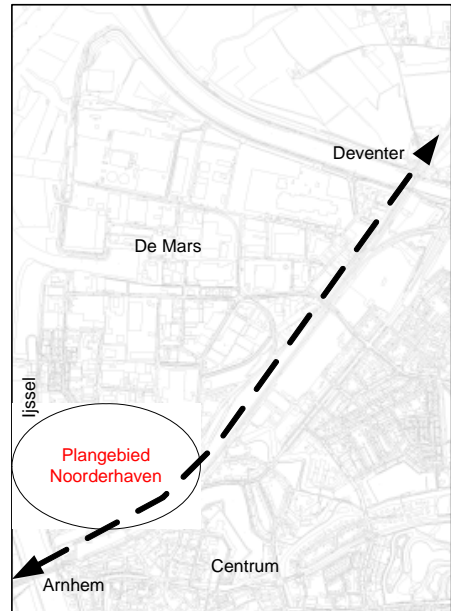 Deventer
De Mars
Ijssel
Plangebied
Noorderhaven
Centrum
Arnhem